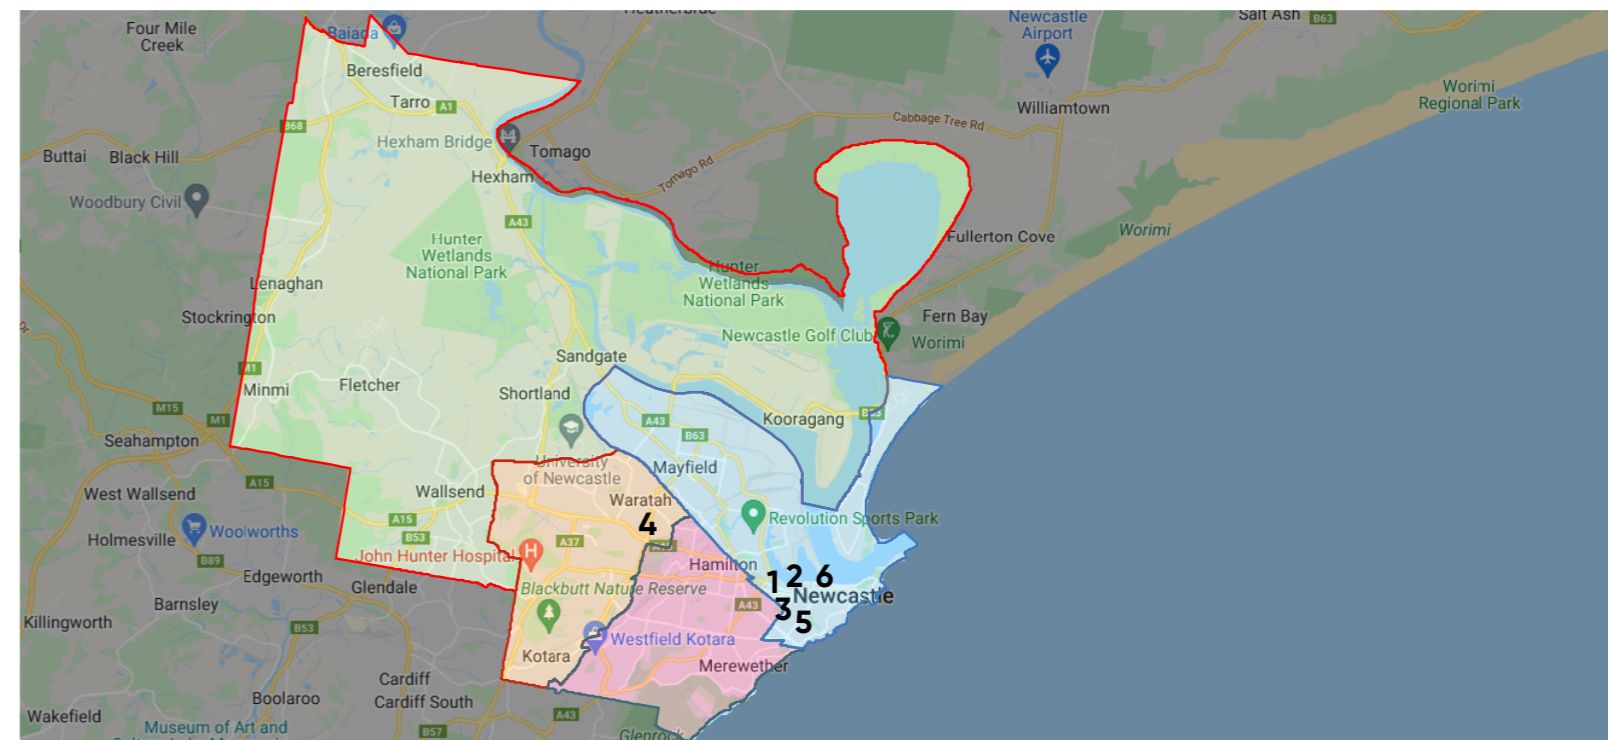 Newcastle
Airport
Salt Ash
B63
Four Mile
Creek
Baiada
Beresfield
Tarro
A1
Worimi
Regional Park
Williamtown
B68
Cabbage Tree Rd
Hexham Bridge
Tomago
Buttai
Black Hill
Tomago Rd
Hexham
Woodbury Civil
A43
Worimi
Fullerton Cove
Hunter
Wetlands
National Park
Hunter
Wetlands
National Park
Lenaghan
Stockrington
Fern Bay
Newcastle Golf Club
Worimi
Sandgate
M1
Minmi
Fletcher
Shortland
M15
M1
A43
Kooragang
B63
B63
Seahampton
University
of Newcastle
Mayfield
A15
West Wallsend
Wallsend
Waratah
4
Revolution Sports Park
Woolworths
Holmesville
A15
B53
A37
John Hunter Hospital
H
B89
Hamilton
Edgeworth
Glendale
Blackbutt Nature Reserve
1
2
6
Newcastle
Barnsley
A43
3
5
Killingworth
B53
Westfield Kotara
Kotara
Merewether
Cardiff
Cardiff South
Boolaroo
Wakefield
A43
Museum of Art and
B57
Glenrock